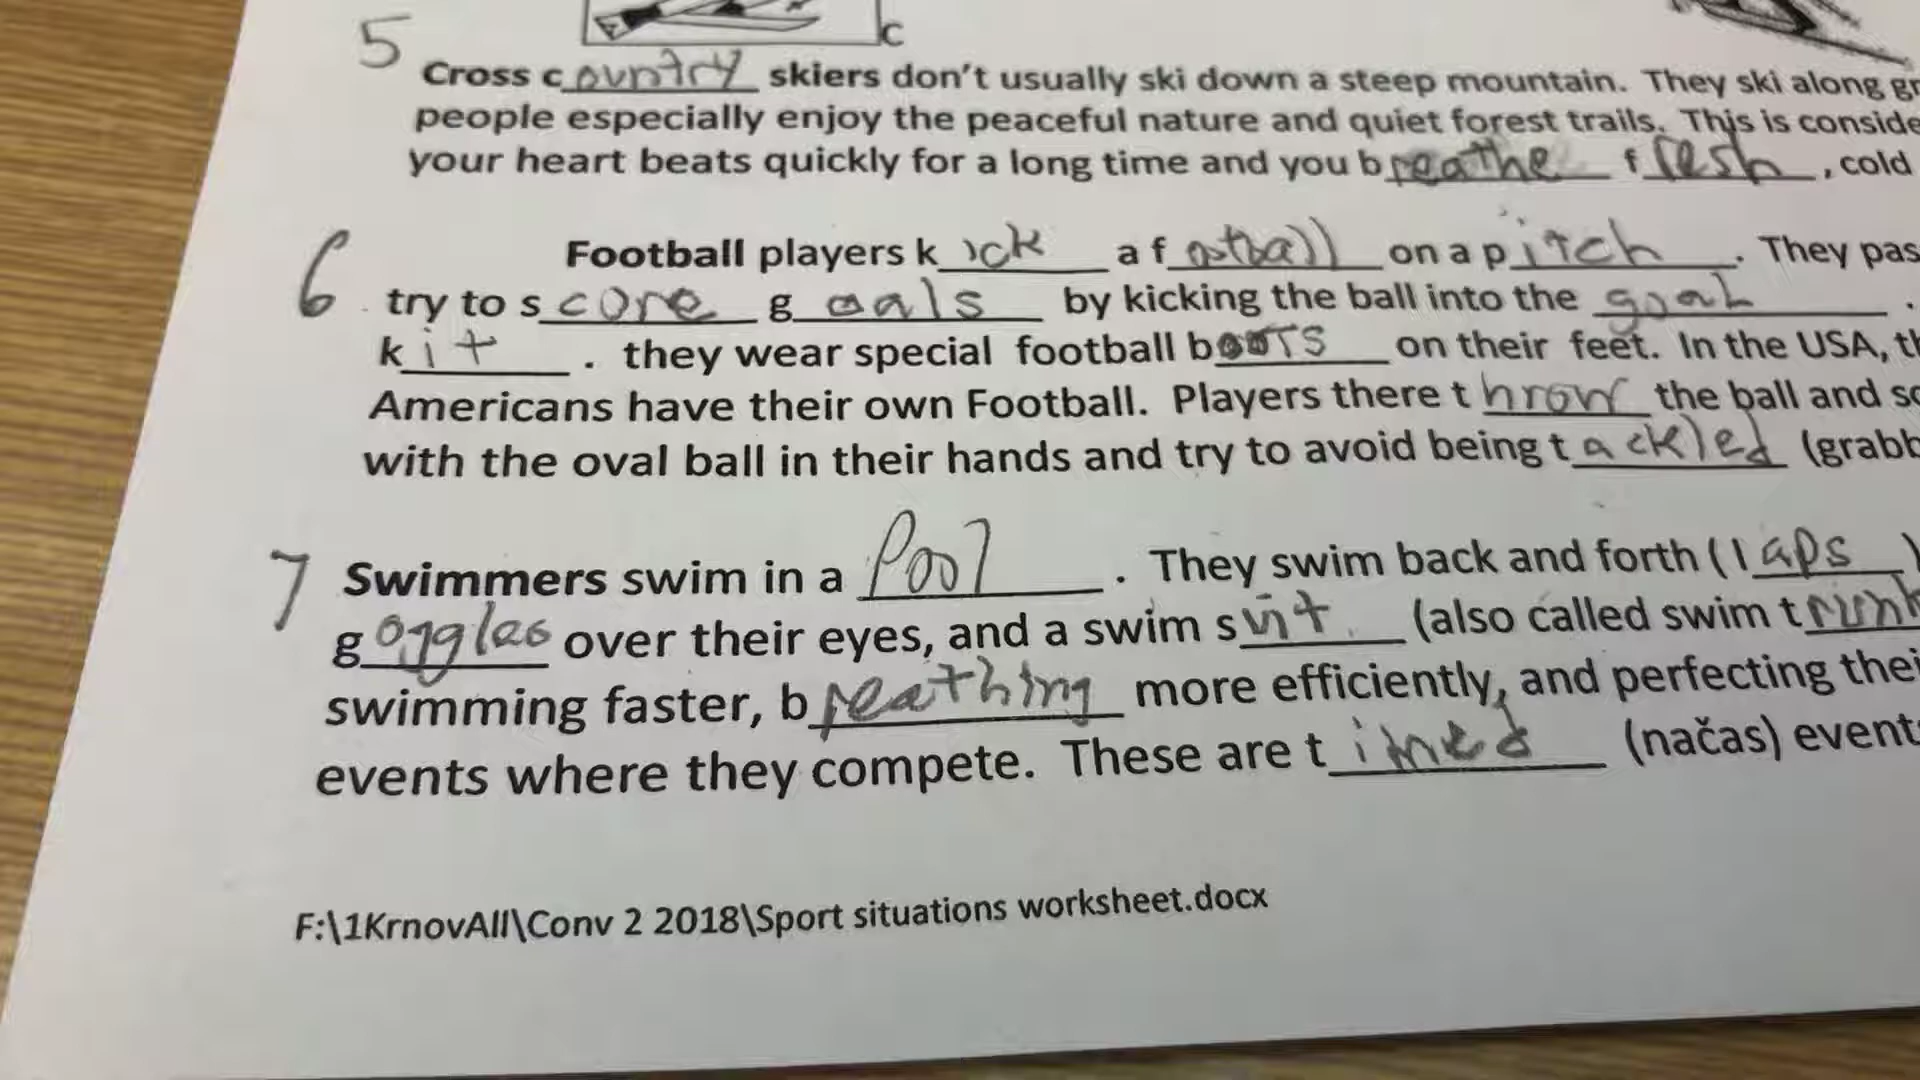 5 c
Cross country skiers don't usually ski down a steep mountain. They ski along gr
people especially enjoy the peaceful nature and quiet forest trails. This is conside
your heart beats quickly for a long time and you breathe fresh, cold
6 Football players kick a football on a pitch. They pas
try to score goals by kicking the ball into the goal.
kit. they wear special football boots on their feet. In the USA, th
Americans have their own Football. Players there throw the ball and sc
with the oval ball in their hands and try to avoid being tackled (grabb
7 Swimmers swim in a Pool. They swim back and forth (laps)
goggles over their eyes, and a swim suit (also called swim trunk
swimming faster, breathing more efficiently, and perfecting thei
events where they compete. These are timed (načas) event
F:\1KrnovAll\Conv 2 2018\Sport situations worksheet.docx